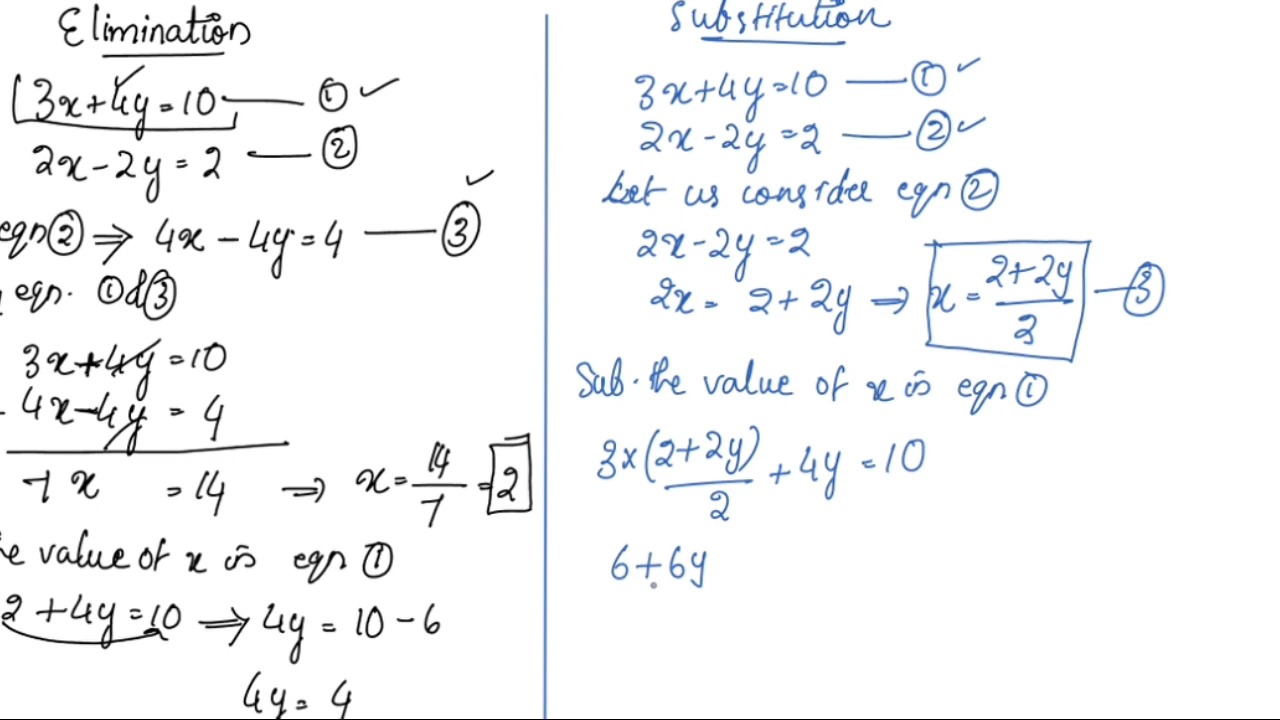 Elimination
3x+4y=10 — ①
2x-2y=2 — ②
eqn ② ⇒ 4x-4y=4 — ③
eqn. ① & ③
3x+4y=10
4x-4y=4
7x =14 ⇒ x=14/7=2
value of x in eqn ①
2+4y=10 ⇒ 4y=10-6
4y=4
Substitution
3x+4y=10 — ①
2x-2y=2 — ②
Let us consider eqn ②
2x-2y=2
2x=2+2y ⇒ x=(2+2y)/2 — ③
Sub. the value of x in eqn ①
3×(2+2y)/2+4y=10
6+6y